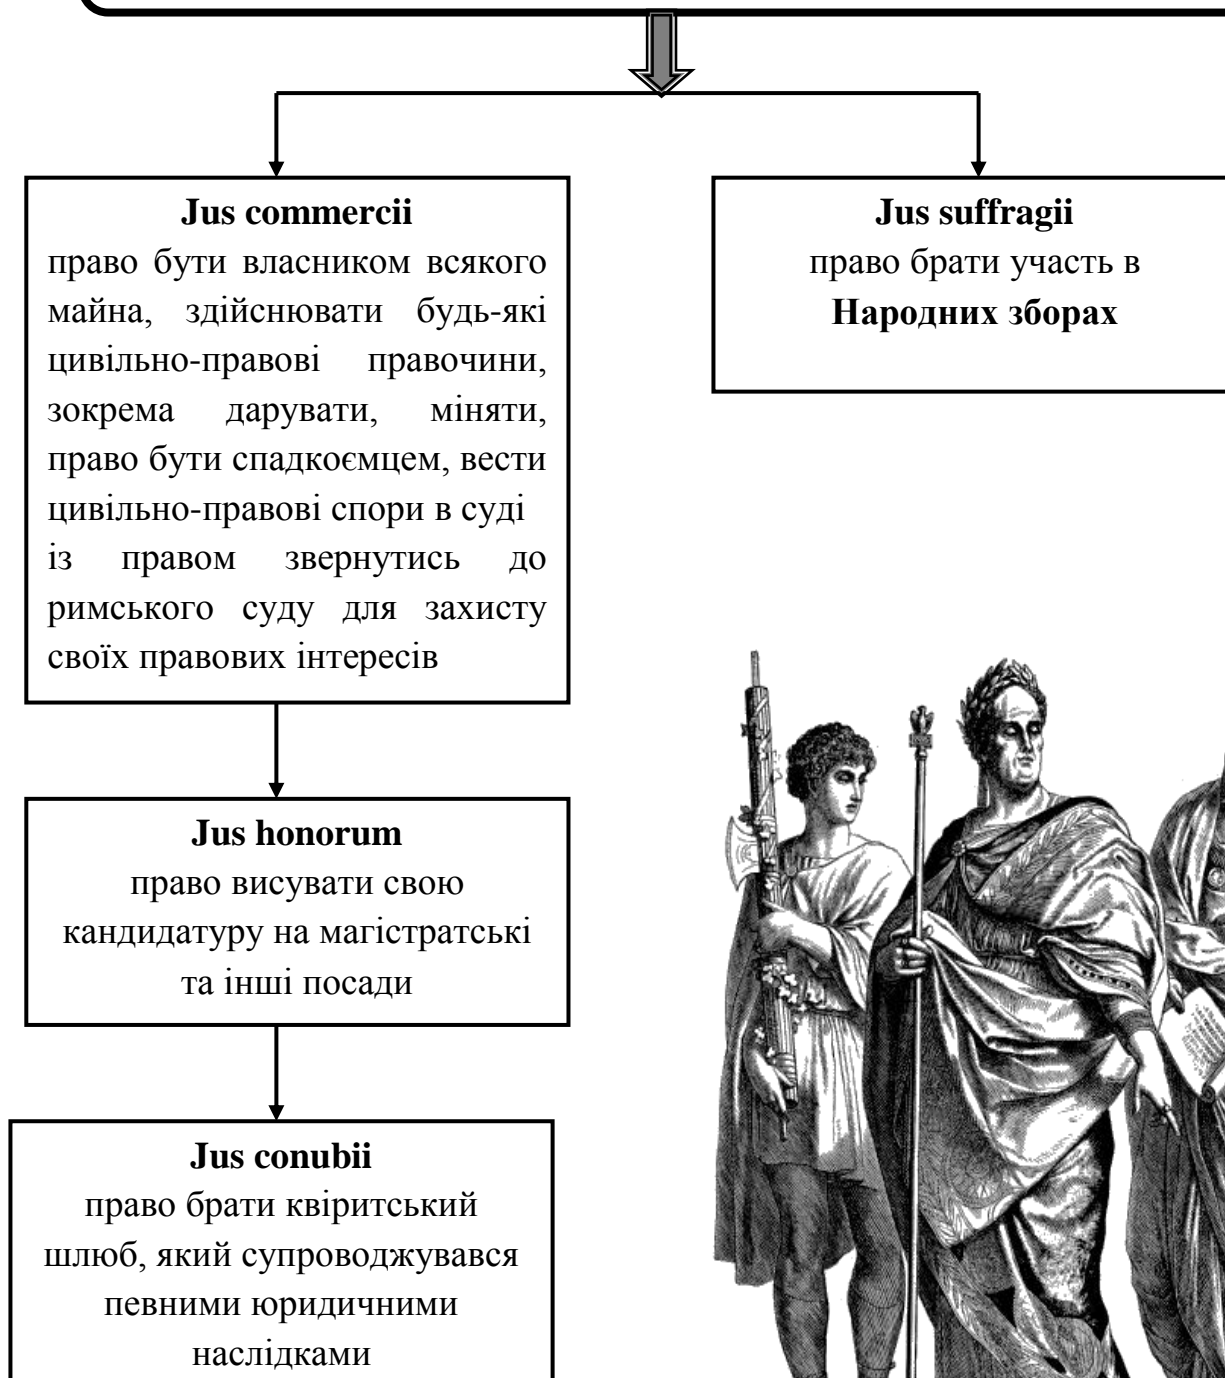 Jus commercii
право бути власником всякого
майна, здійснювати будь-які
цивільно-правові правочини,
зокрема дарувати, міняти,
право бути спадкоємцем, вести
цивільно-правові спори в суді
із правом звернутись до
римського суду для захисту
своїх правових інтересів
Jus suffragii
право брати участь в
Народних зборах
Jus honorum
право висувати свою
кандидатуру на магістратські
та інші посади
Jus conubii
право брати квіритський
шлюб, який супроводжувався
певними юридичними
наслідками